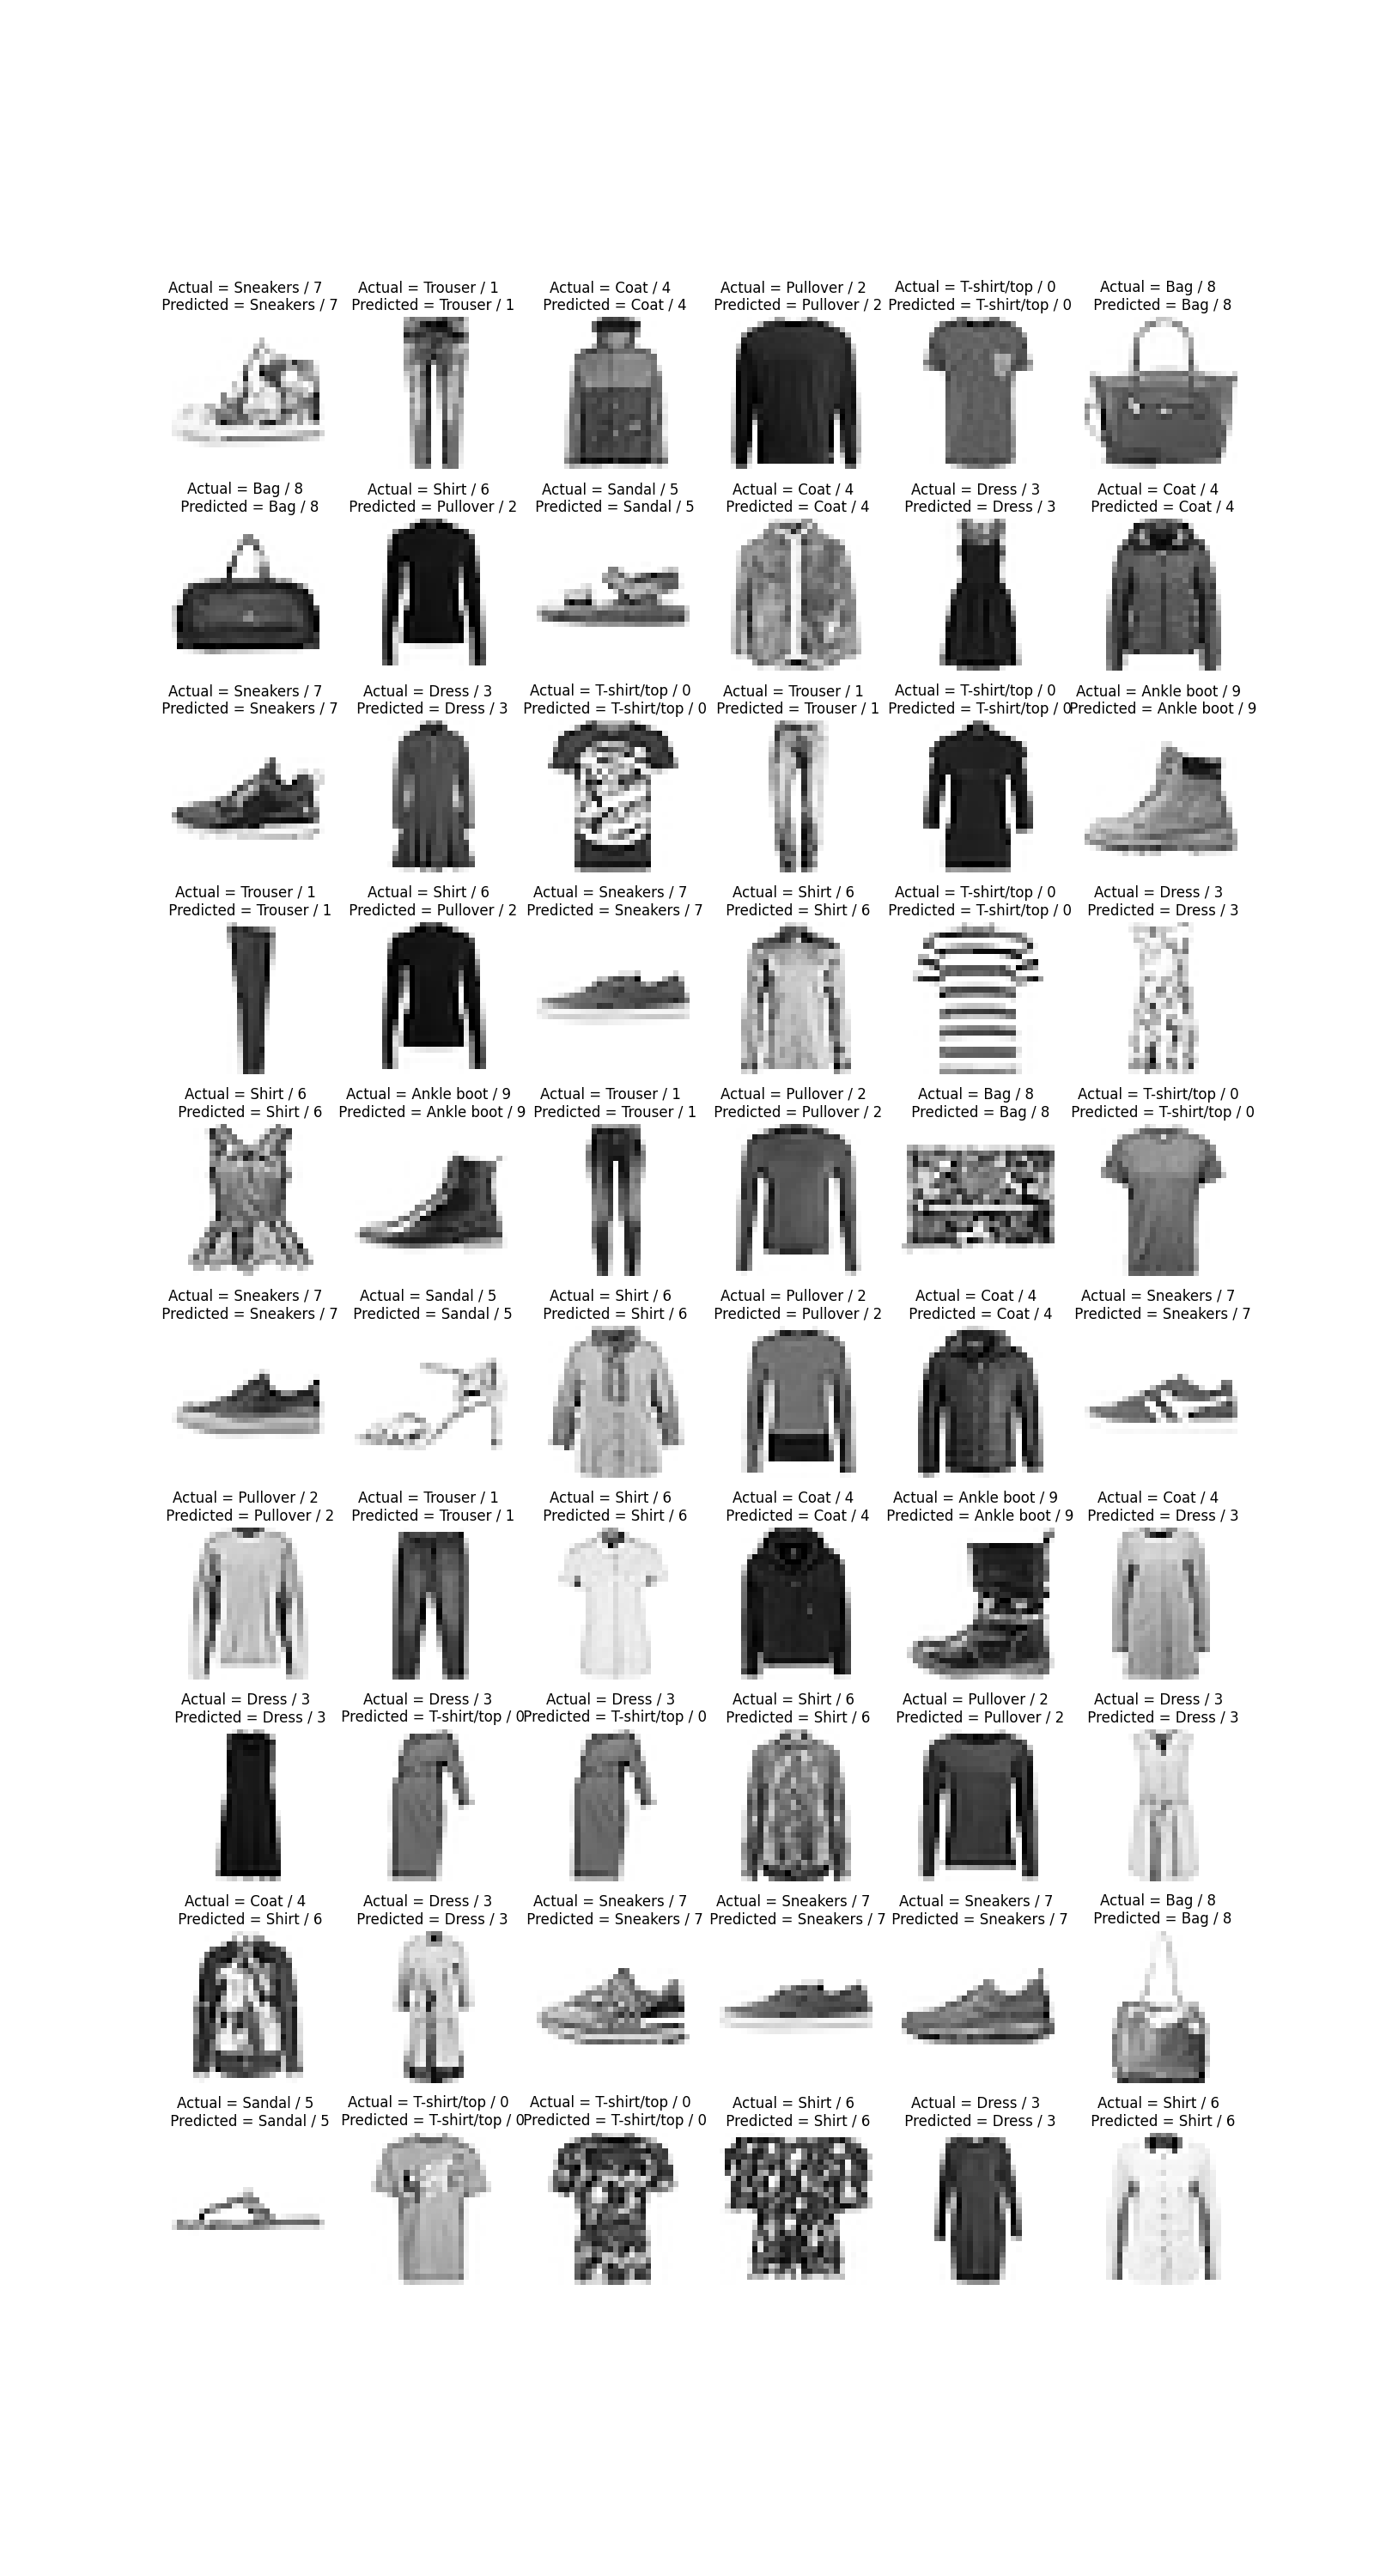 Actual = Sneakers / 7
Predicted = Sneakers / 7
Actual = Trouser / 1
Predicted = Trouser / 1
Actual = Coat / 4
Predicted = Coat / 4
Actual = Pullover / 2
Predicted = Pullover / 2
Actual = T-shirt/top / 0
Predicted = T-shirt/top / 0
Actual = Bag / 8
Predicted = Bag / 8
Actual = Bag / 8
Predicted = Bag / 8
Actual = Shirt / 6
Predicted = Pullover / 2
Actual = Sandal / 5
Predicted = Sandal / 5
Actual = Coat / 4
Predicted = Coat / 4
Actual = Dress / 3
Predicted = Dress / 3
Actual = Coat / 4
Predicted = Coat / 4
Actual = Sneakers / 7
Predicted = Sneakers / 7
Actual = Dress / 3
Predicted = Dress / 3
Actual = T-shirt/top / 0
Predicted = T-shirt/top / 0
Actual = Trouser / 1
Predicted = Trouser / 1
Actual = T-shirt/top / 0
Predicted = T-shirt/top / 0
Actual = Ankle boot / 9
Predicted = Ankle boot / 9
Actual = Trouser / 1
Predicted = Trouser / 1
Actual = Shirt / 6
Predicted = Pullover / 2
Actual = Sneakers / 7
Predicted = Sneakers / 7
Actual = Shirt / 6
Predicted = Shirt / 6
Actual = T-shirt/top / 0
Predicted = T-shirt/top / 0
Actual = Dress / 3
Predicted = Dress / 3
Actual = Shirt / 6
Predicted = Shirt / 6
Actual = Ankle boot / 9
Predicted = Ankle boot / 9
Actual = Trouser / 1
Predicted = Trouser / 1
Actual = Pullover / 2
Predicted = Pullover / 2
Actual = Bag / 8
Predicted = Bag / 8
Actual = T-shirt/top / 0
Predicted = T-shirt/top / 0
Actual = Sneakers / 7
Predicted = Sneakers / 7
Actual = Sandal / 5
Predicted = Sandal / 5
Actual = Shirt / 6
Predicted = Shirt / 6
Actual = Pullover / 2
Predicted = Pullover / 2
Actual = Coat / 4
Predicted = Coat / 4
Actual = Sneakers / 7
Predicted = Sneakers / 7
Actual = Pullover / 2
Predicted = Pullover / 2
Actual = Trouser / 1
Predicted = Trouser / 1
Actual = Shirt / 6
Predicted = Shirt / 6
Actual = Coat / 4
Predicted = Coat / 4
Actual = Ankle boot / 9
Predicted = Ankle boot / 9
Actual = Coat / 4
Predicted = Dress / 3
Actual = Dress / 3
Predicted = Dress / 3
Actual = Dress / 3
Predicted = T-shirt/top / 0
Actual = Dress / 3
Predicted = T-shirt/top / 0
Actual = Shirt / 6
Predicted = Shirt / 6
Actual = Pullover / 2
Predicted = Pullover / 2
Actual = Dress / 3
Predicted = Dress / 3
Actual = Coat / 4
Predicted = Shirt / 6
Actual = Dress / 3
Predicted = Dress / 3
Actual = Sneakers / 7
Predicted = Sneakers / 7
Actual = Sneakers / 7
Predicted = Sneakers / 7
Actual = Sneakers / 7
Predicted = Sneakers / 7
Actual = Bag / 8
Predicted = Bag / 8
Actual = Sandal / 5
Predicted = Sandal / 5
Actual = T-shirt/top / 0
Predicted = T-shirt/top / 0
Actual = T-shirt/top / 0
Predicted = T-shirt/top / 0
Actual = Shirt / 6
Predicted = Shirt / 6
Actual = Dress / 3
Predicted = Dress / 3
Actual = Shirt / 6
Predicted = Shirt / 6